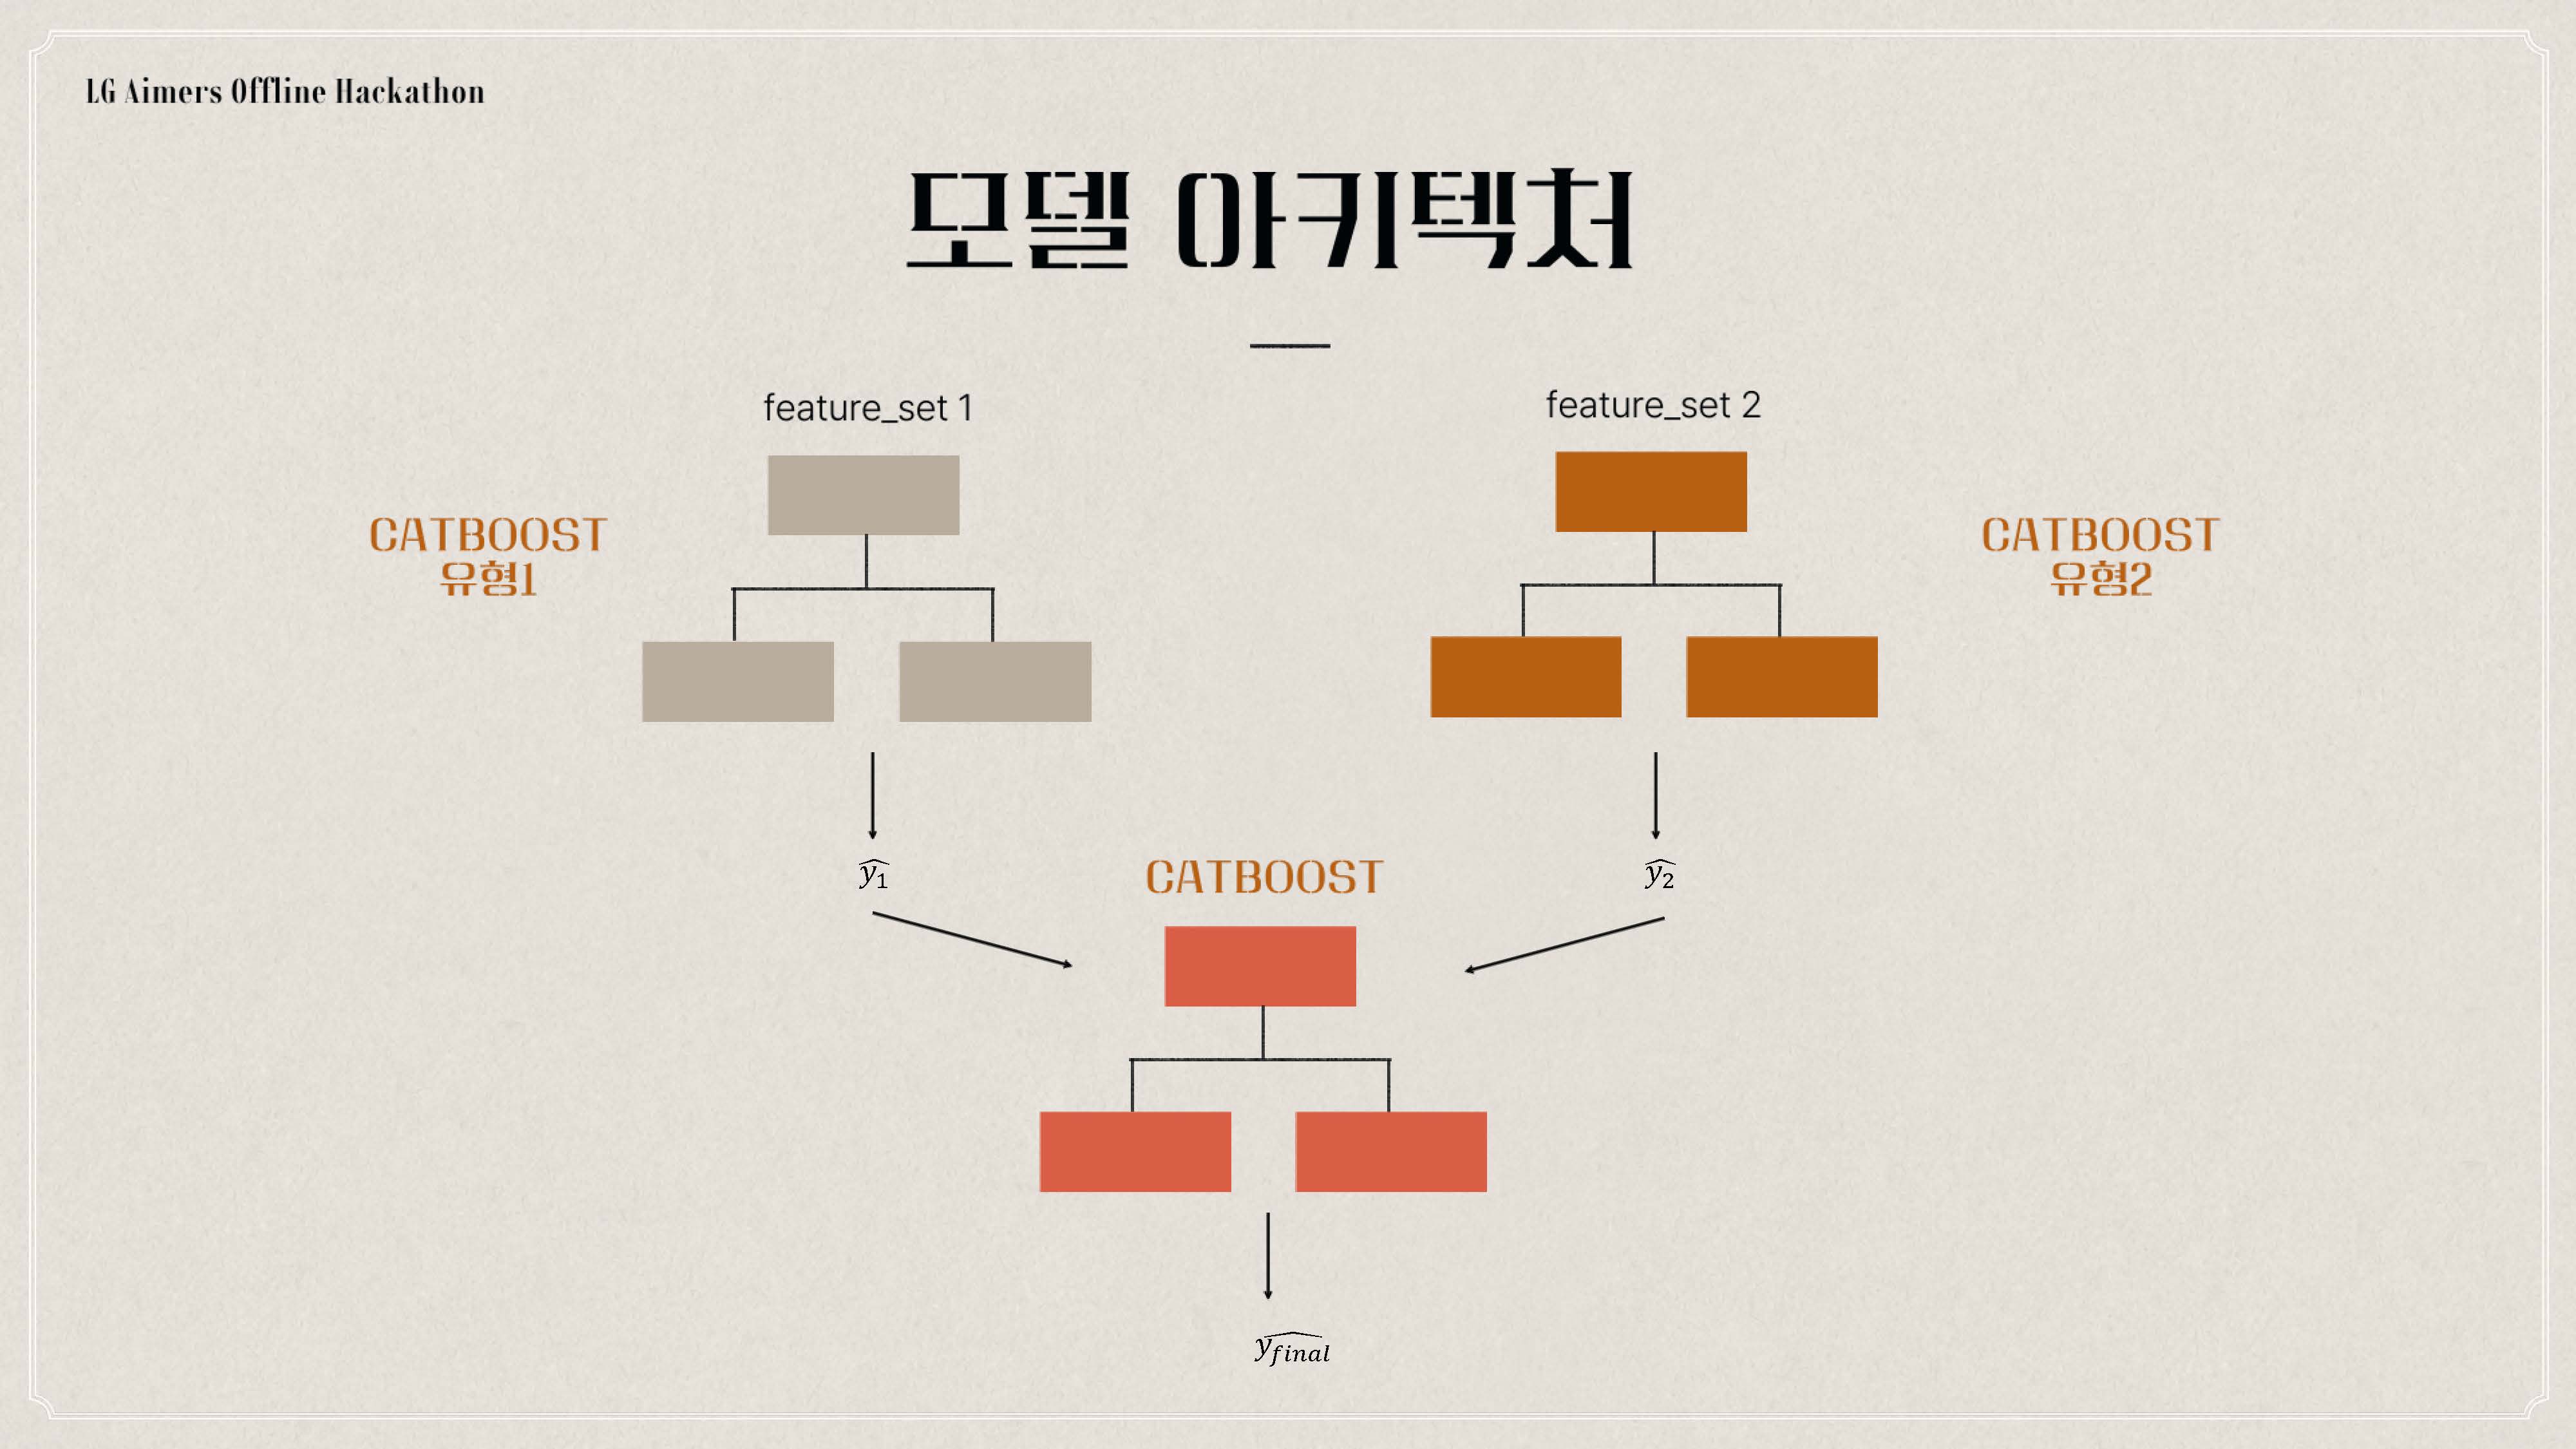 LG Aimers Offline Hackathon
모델 아키텍처
feature_set 1
feature_set 2
CATBOOST
유형1
CATBOOST
유형2
$\widehat{y_1}$
$\widehat{y_2}$
CATBOOST
$\widehat{y_{final}}$